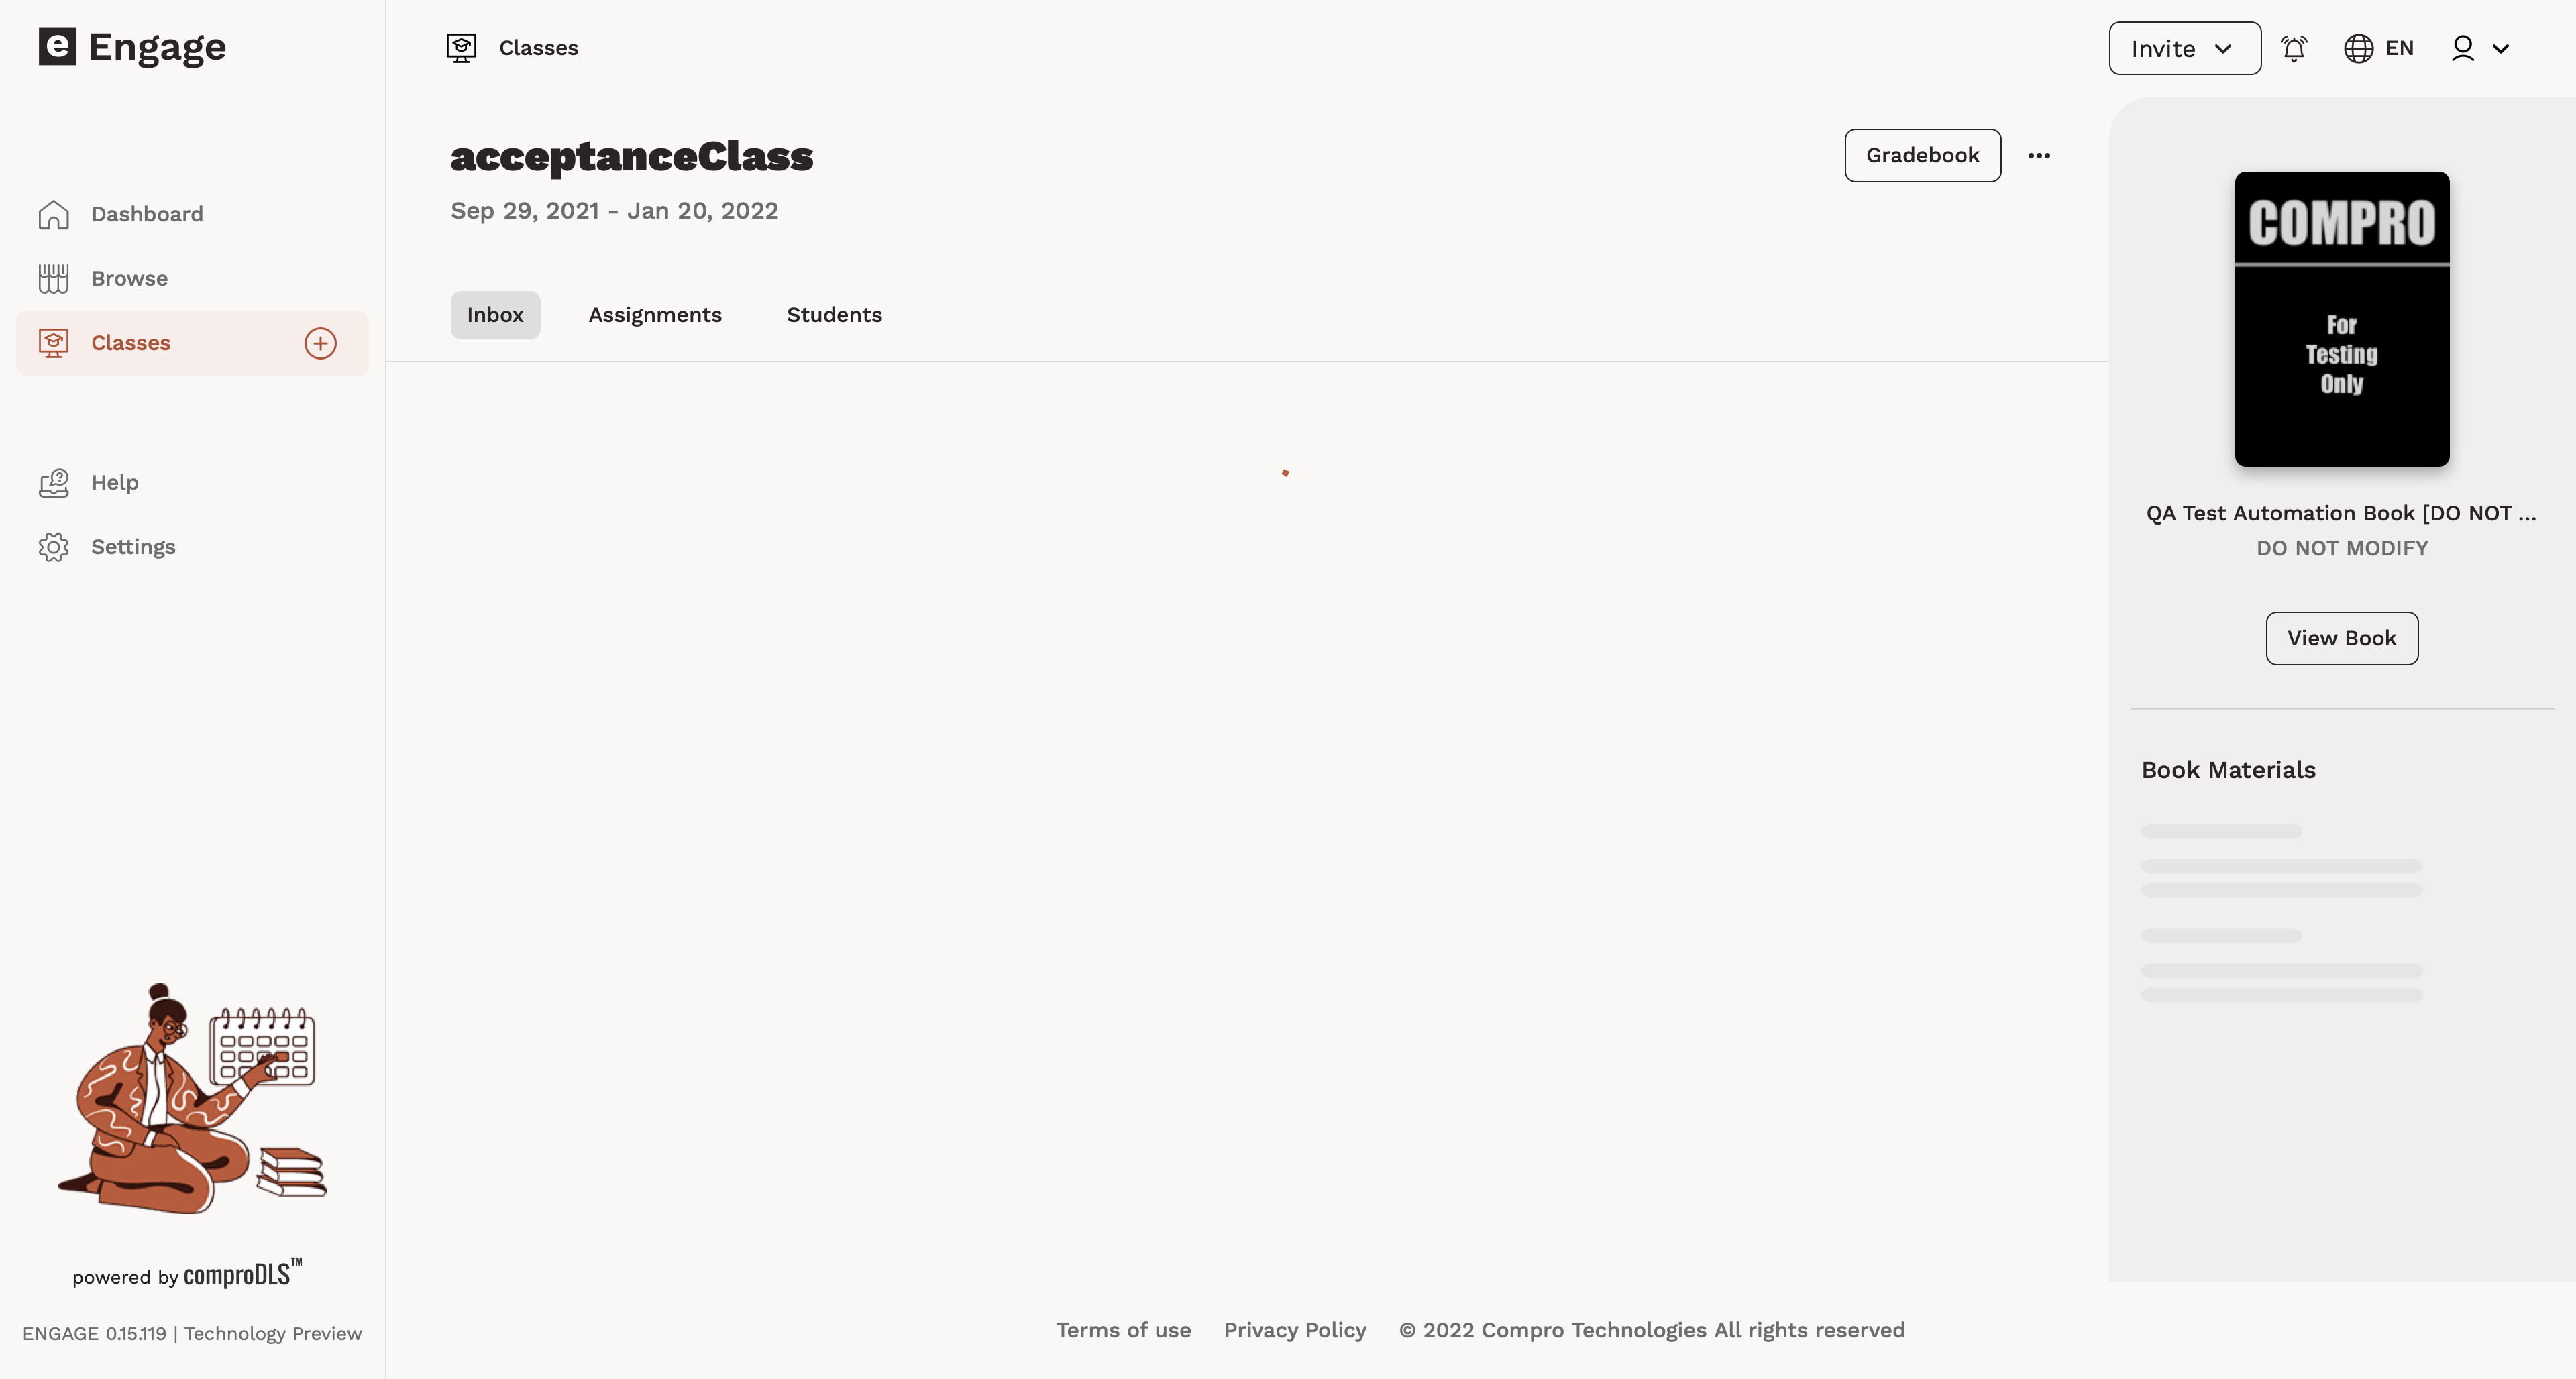 e Engage
Classes
Invite
EN
Dashboard
Browse
Classes
Help
Settings
acceptanceClass
Gradebook
Sep 29, 2021 - Jan 20, 2022
Inbox
Assignments
Students
COMPRO
For
Testing
Only
QA Test Automation Book [DO NOT ...
DO NOT MODIFY
View Book
Book Materials
powered by comproDLS™
ENGAGE 0.15.119 | Technology Preview
Terms of use
Privacy Policy
© 2022 Compro Technologies All rights reserved